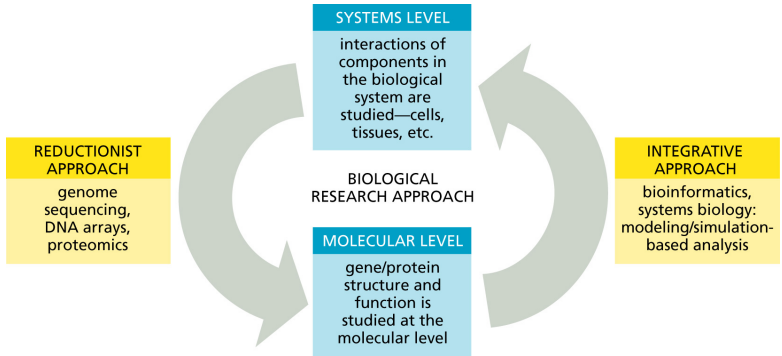 SYSTEMS LEVEL
interactions of
components in
the biological
system are
studied—cells,
tissues, etc.
REDUCTIONIST
APPROACH
genome
sequencing,
DNA arrays,
proteomics
BIOLOGICAL
RESEARCH APPROACH
INTEGRATIVE
APPROACH
bioinformatics,
systems biology:
modeling/simulation-
based analysis
MOLECULAR LEVEL
gene/protein
structure and
function is
studied at the
molecular level